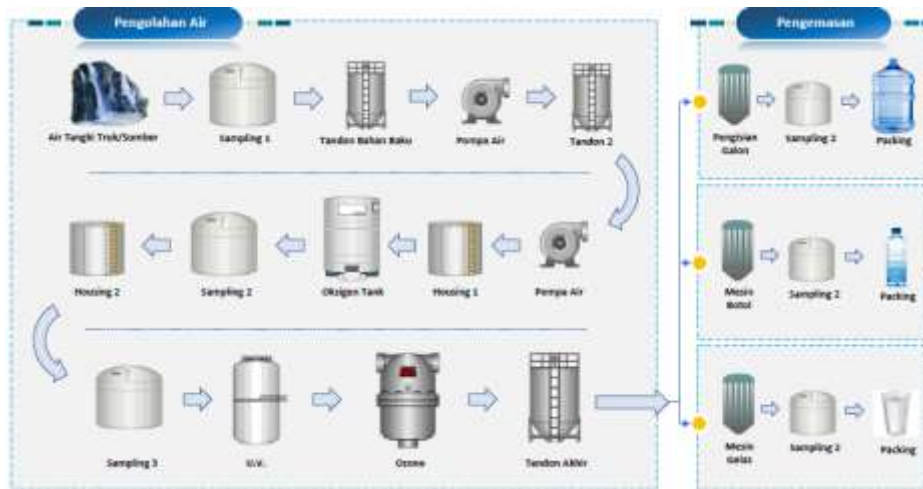 Pengolahan Air
Pengemasan
Air Tangki Truk/Sumber
Sampling 1
Tandon Bahan Baku
Pompa Air
Tandon 2
Housing 2
Sampling 2
Oksigen Tank
Housing 1
Pompa Air
Sampling 3
U.V.
Ozone
Tandon Akhir
Pengisian
Galon
Sampling 2
Packing
Mesin
Botol
Sampling 2
Packing
Mesin
Gelas
Sampling 2
Packing